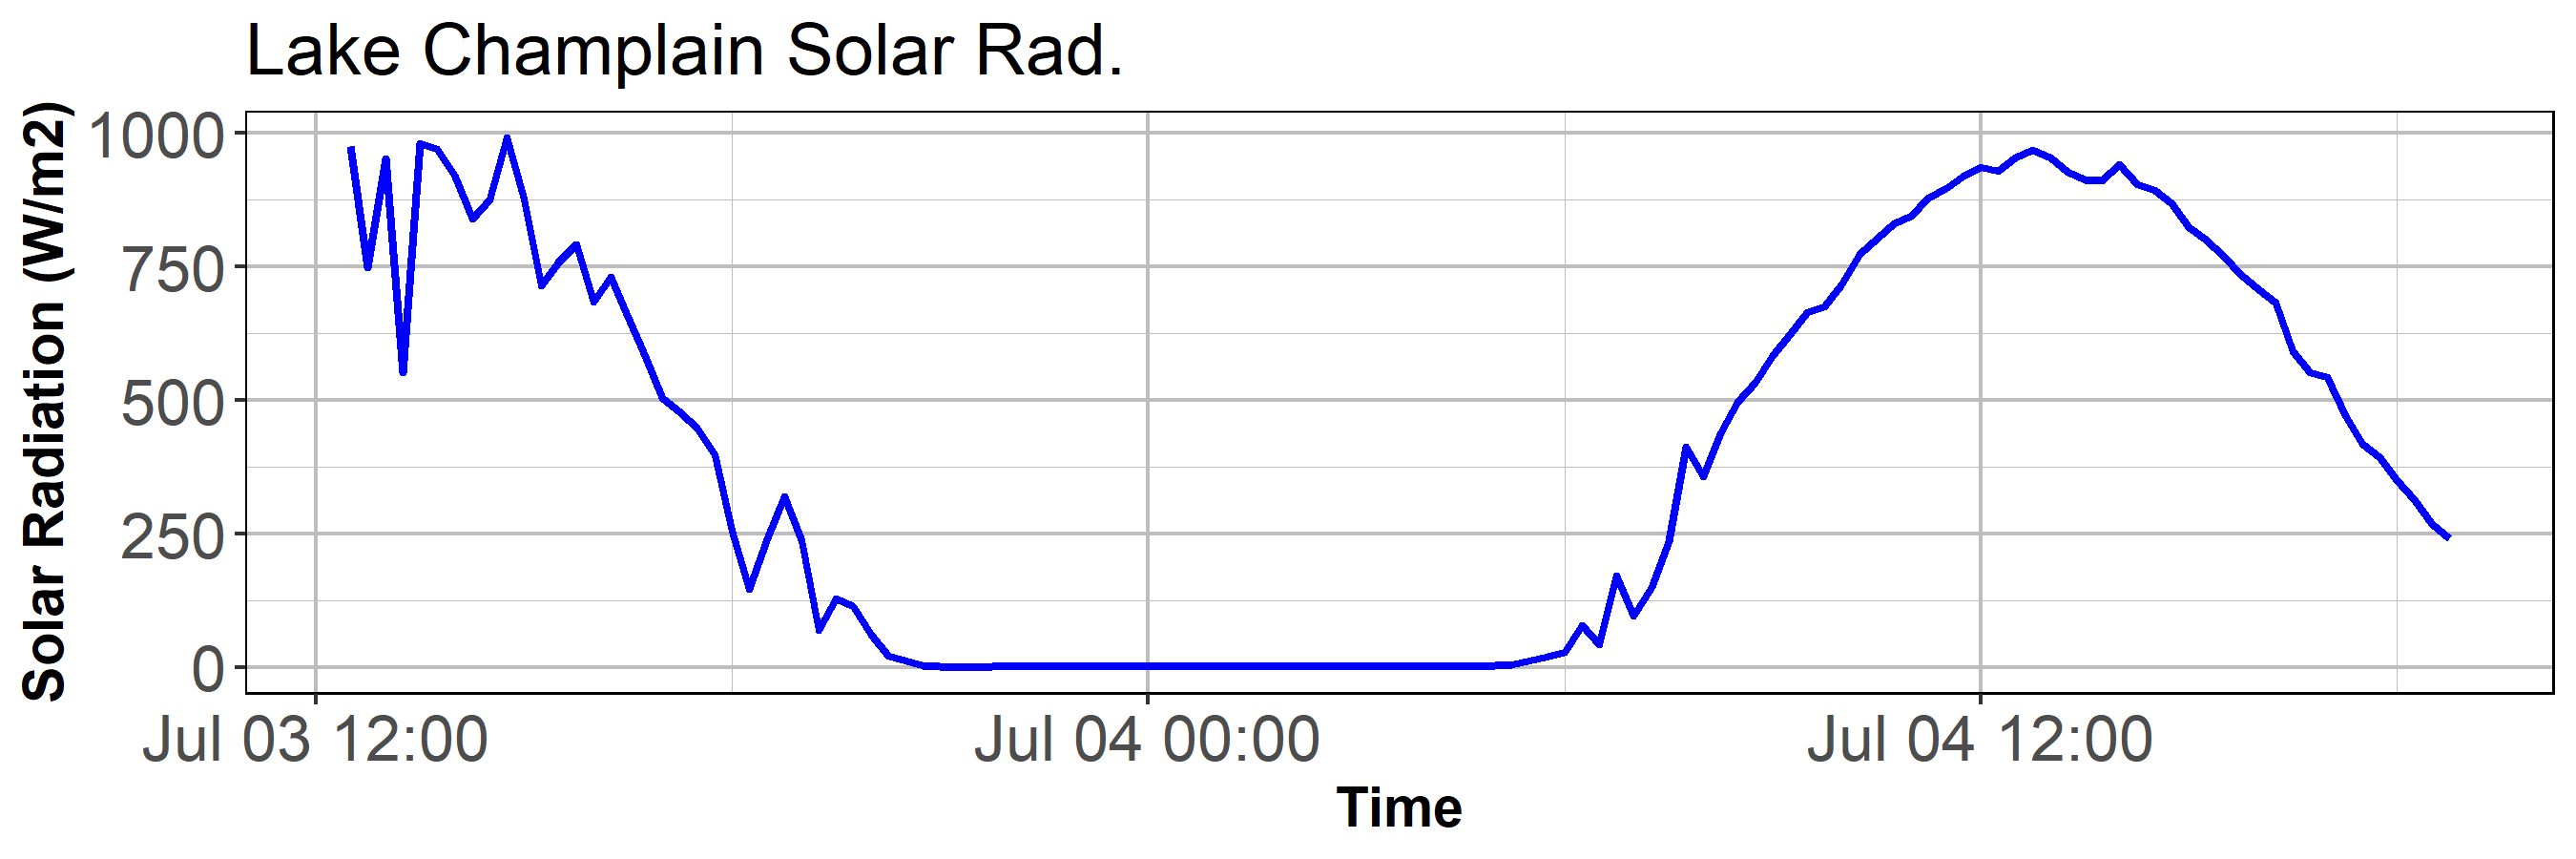 Lake Champlain Solar Rad.
Solar Radiation (W/m2)
1000
750
500
250
0
Jul 03 12:00
Jul 04 00:00
Jul 04 12:00
Time